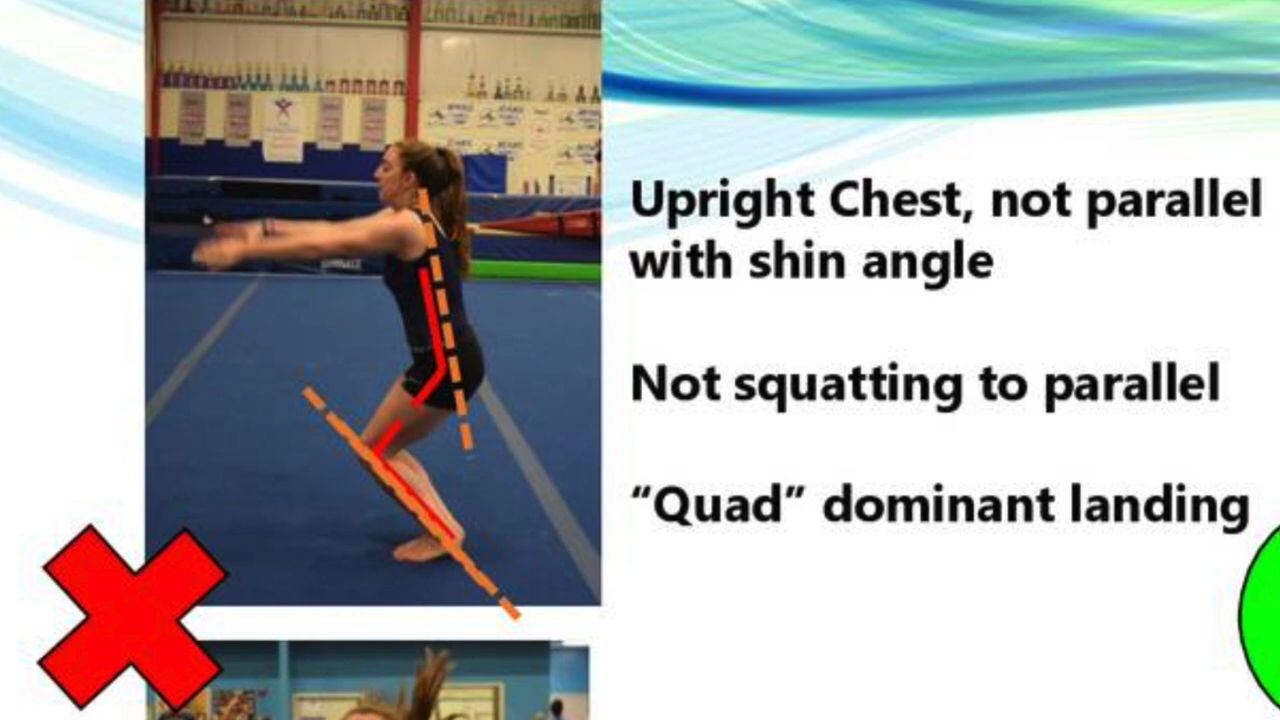 Upright Chest, not parallel
with shin angle
Not squatting to parallel
“Quad” dominant landing